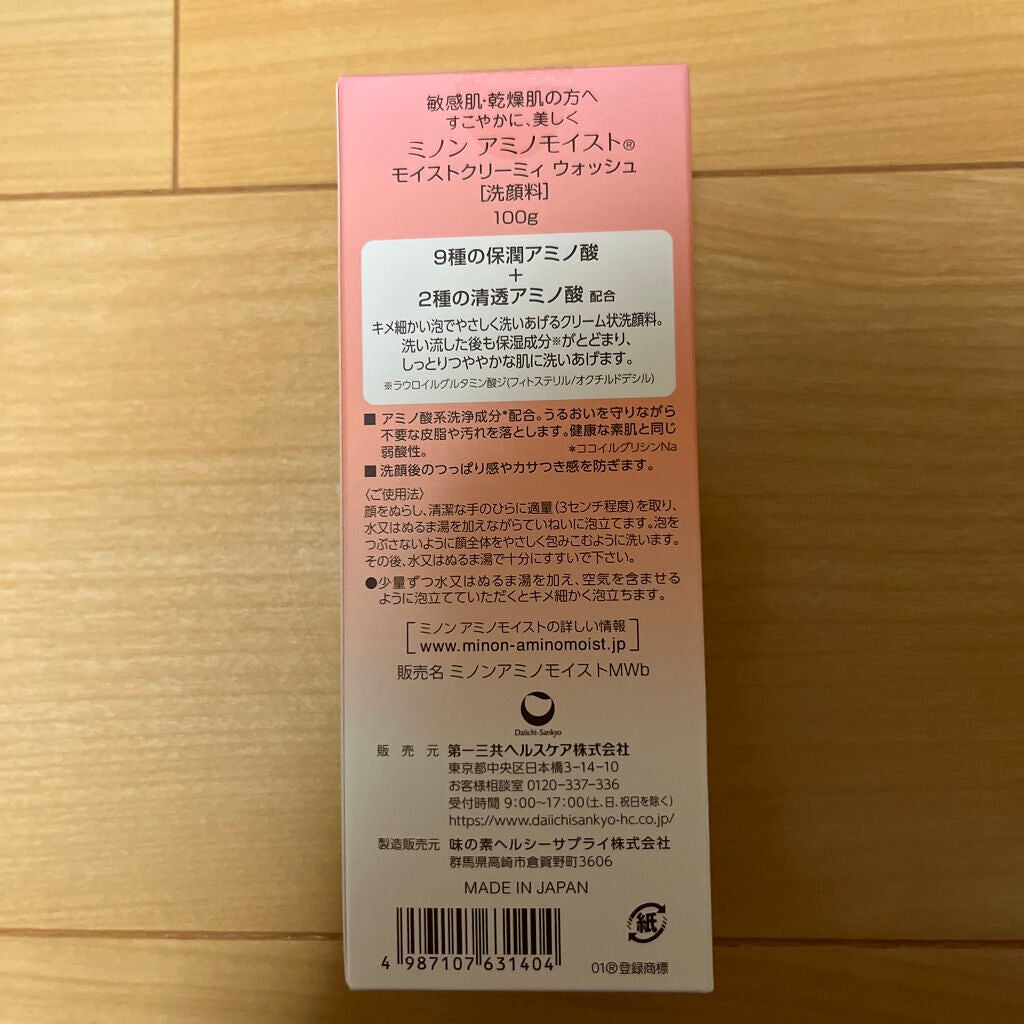 敏感肌・乾燥肌の方へ
すこやかに、美しく
ミノン アミノモイスト®
モイストクリーミィ ウォッシュ
[洗顔料]
100g
9種の保潤アミノ酸
+
2種の清透アミノ酸 配合
キメ細かい泡でやさしく洗いあげるクリーム状洗顔料。
洗い流した後も保湿成分※がとどまり、
しっとりつややかな肌に洗いあげます。
※ラウロイルグルタミン酸ジ(フィトステリル/オクチルドデシル)
■ アミノ酸系洗浄成分*配合。うるおいを守りながら
不要な皮脂や汚れを落とします。健康な素肌と同じ
弱酸性。 *ココイルグリシンNa
■ 洗顔後のつっぱり感やカサつき感を防ぎます。
〈ご使用法〉
顔をぬらし、清潔な手のひらに適量(3センチ程度)を取り、
水又はぬるま湯を加えながらていねいに泡立てます。泡を
つぶさないように顔全体をやさしく包みこむように洗います。
その後、水又はぬるま湯で十分にすすいで下さい。
●少量ずつ水又はぬるま湯を加え、空気を含ませる
ように泡立てていただくとキメ細かく泡立ちます。
[ミノン アミノモイストの詳しい情報
www.minon-aminomoist.jp]
販売名 ミノンアミノモイストMWb
Daiichi-Sankyo
販売元 第一三共ヘルスケア株式会社
東京都中央区日本橋3-14-10
お客様相談室 0120-337-336
受付時間 9:00〜17:00(土、日、祝日を除く)
https://www.daiichisankyo-hc.co.jp/
製造販売元 味の素ヘルシーサプライ株式会社
群馬県高崎市倉賀野町3606
MADE IN JAPAN
紙
4 987107 631404
01®登録商標